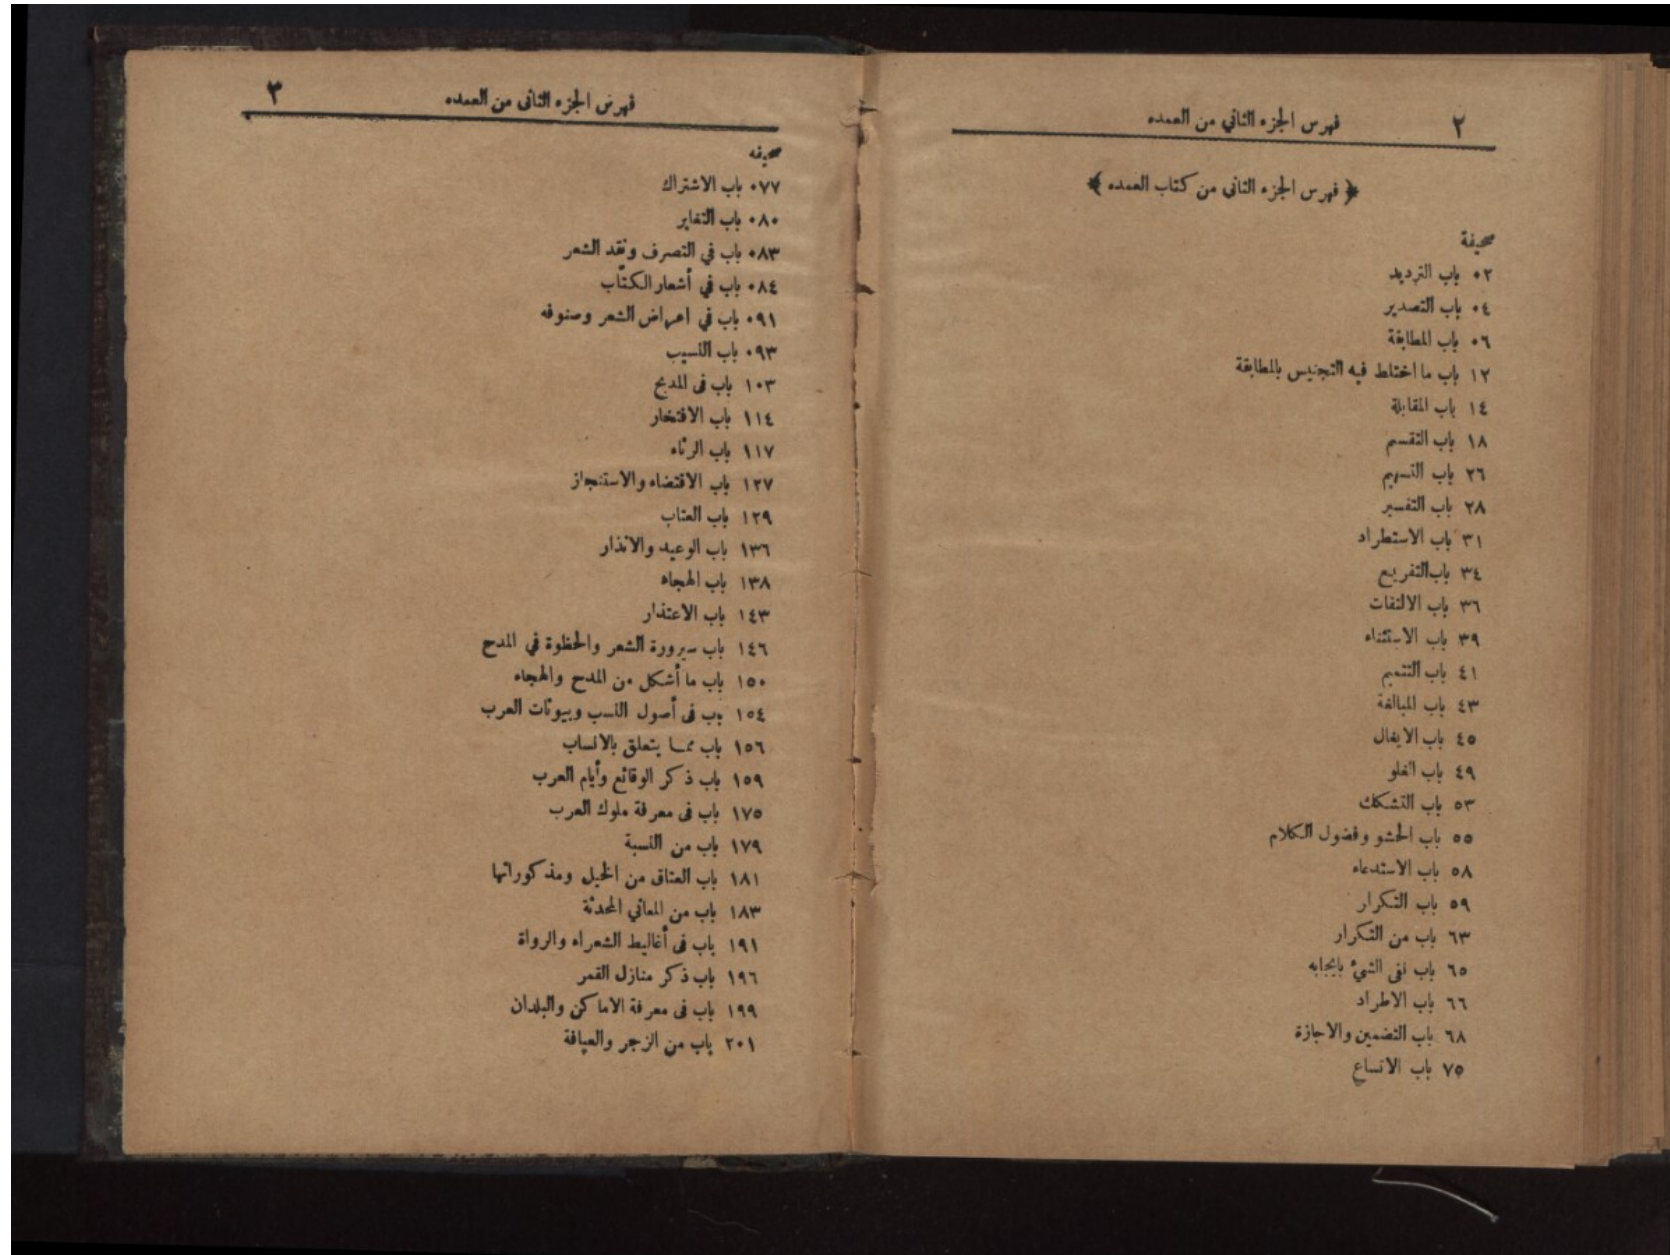 ٢ فهرس الجزء الثاني من العمده
﴿ فهرس الجزء الثانى من كتاب العمده ﴾
صحيفة
٠٢ باب الترديد
٠٤ باب التصدير
٠٦ باب المطابقة
١٢ باب ما اختلط فيه التجنيس بالمطابقة
١٤ باب المقابلة
١٨ باب التقسيم
٢٦ باب التسهيم
٢٨ باب التفسير
٣١ باب الاستطراد
٣٤ باب التفريع
٣٦ باب الالتفات
٣٩ باب الاستثناء
٤١ باب التتميم
٤٣ باب المبالغة
٤٥ باب الايغال
٤٩ باب الغلو
٥٣ باب التشكك
٥٥ باب الحشو وفضول الكلام
٥٨ باب الاستدعاء
٥٩ باب التكرار
٦٣ باب من التكرار
٦٥ باب نفى الشيء بايجابه
٦٦ باب الاطراد
٦٨ باب التضمين والاجازة
٧٥ باب الاتساع
فهرس الجزء الثانى من العمده ٣
صحيفه
٠٧٧ باب الاشتراك
٠٨٠ باب التغاير
٠٨٣ باب في التصرف ونقد الشعر
٠٨٤ باب في أشعار الكتّاب
٠٩١ باب في اعراض الشعر وصنوفه
٠٩٣ باب النسيب
١٠٣ باب فى المديح
١١٤ باب الافتخار
١١٧ باب الرثاء
١٢٧ باب الاقتضاء والاستنجاز
١٢٩ باب العتاب
١٣٦ باب الوعيد والانذار
١٣٨ باب الهجاء
١٤٣ باب الاعتذار
١٤٦ باب سيرورة الشعر والحظوة في المدح
١٥٠ باب ما أشكل من المدح والهجاء
١٥٤ باب فى أصول النسب وبيوتات العرب
١٥٦ باب مما يتعلق بالانساب
١٥٩ باب ذكر الوقائع وأيام العرب
١٧٥ باب فى معرفة ملوك العرب
١٧٩ باب من النسبة
١٨١ باب العتاق من الخيل ومذكوراتها
١٨٣ باب من المعاني المحدثة
١٩١ باب فى أغاليط الشعراء والرواة
١٩٦ باب ذكر منازل القمر
١٩٩ باب فى معرفة الاماكن والبلدان
٢٠١ باب من الزجر والعيافة